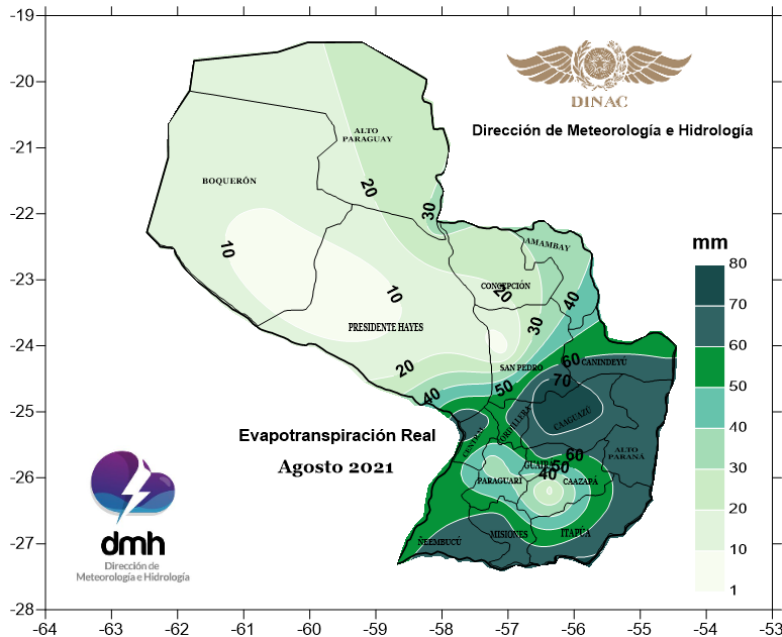 -19
-20
-21
-22
-23
-24
-25
-26
-27
-28
-64
-63
-62
-61
-60
-59
-58
-57
-56
-55
-54
-53
DINAC
Dirección de Meteorología e Hidrología
ALTO
PARAGUAY
BOQUERÓN
20
30
10
AMAMBAY
CONCEPCIÓN
20
10
40
30
PRESIDENTE HAYES
20
SAN PEDRO
60
CANINDEYÚ
40
50
70
CORDILLERA
CAAGUAZÚ
CENTRAL
60
ALTO
PARANÁ
50
40
CAAZAPÁ
PARAGUARI
MISIONES
ITAPÚA
ÑEEMBUCÚ
mm
80
70
60
50
40
30
20
10
1
Evapotranspiración Real
Agosto 2021
dmh
Dirección de
Meteorología e Hidrología